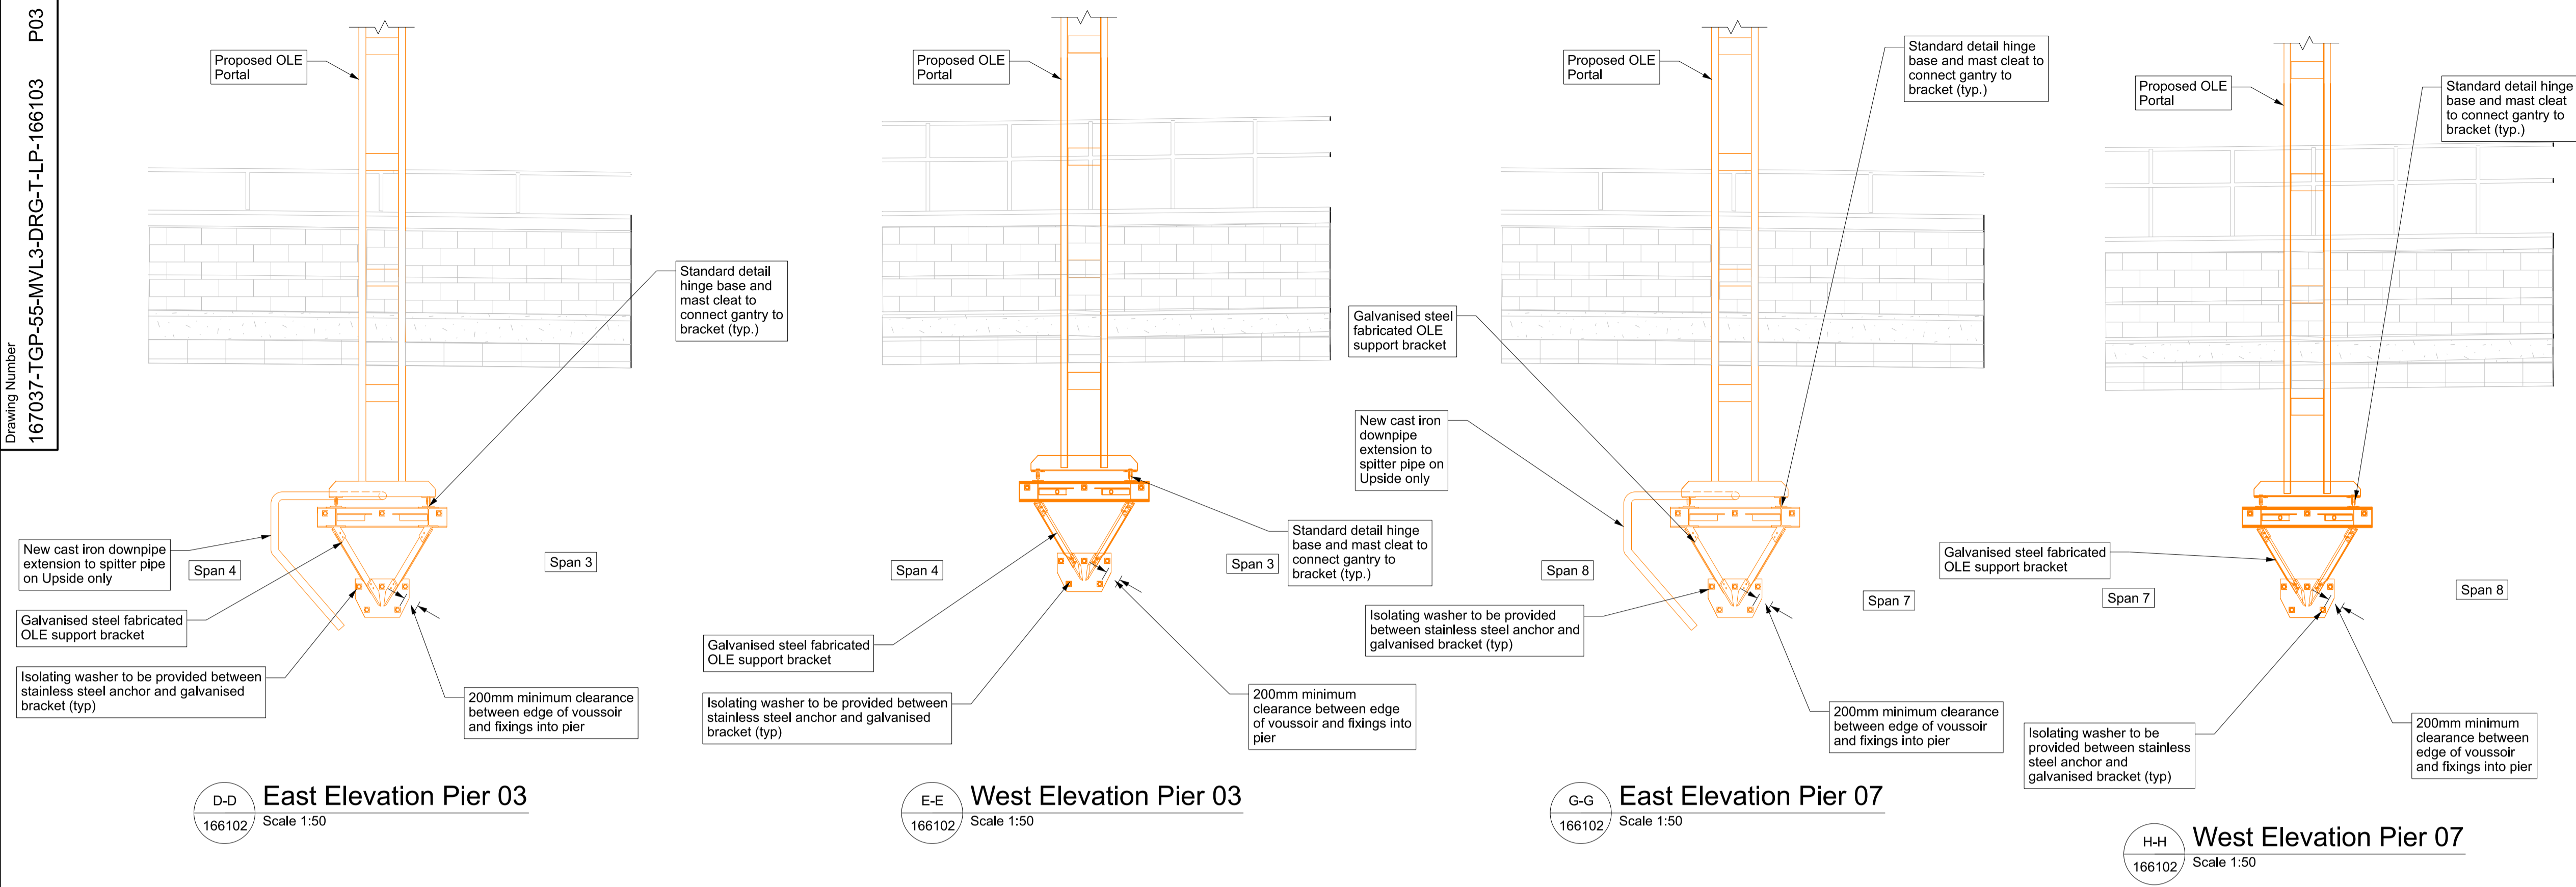 Drawing Number
167037-TGP-55-MVL3-DRG-T-LP-166103 P03
Proposed OLE
Portal
Standard detail
hinge base and
mast cleat to
connect gantry to
bracket (typ.)
New cast iron downpipe
extension to spitter pipe
on Upside only
Span 4
Span 3
Galvanised steel fabricated
OLE support bracket
Isolating washer to be provided between
stainless steel anchor and galvanised
bracket (typ)
200mm minimum clearance
between edge of voussoir
and fixings into pier
D-D
166102
East Elevation Pier 03
Scale 1:50
Proposed OLE
Portal
Span 4
Span 3
Standard detail hinge
base and mast cleat to
connect gantry to
bracket (typ.)
Galvanised steel fabricated
OLE support bracket
Isolating washer to be provided between
stainless steel anchor and galvanised
bracket (typ)
200mm minimum
clearance between edge
of voussoir and fixings into
pier
E-E
166102
West Elevation Pier 03
Scale 1:50
Proposed OLE
Portal
Standard detail hinge
base and mast cleat to
connect gantry to
bracket (typ.)
Galvanised steel
fabricated OLE
support bracket
New cast iron
downpipe
extension to
spitter pipe on
Upside only
Span 8
Span 7
Isolating washer to be provided
between stainless steel anchor and
galvanised bracket (typ)
200mm minimum clearance
between edge of voussoir
and fixings into pier
G-G
166102
East Elevation Pier 07
Scale 1:50
Proposed OLE
Portal
Standard detail hinge
base and mast cleat
to connect gantry to
bracket (typ.)
Galvanised steel fabricated
OLE support bracket
Span 7
Span 8
Isolating washer to be
provided between stainless
steel anchor and
galvanised bracket (typ)
200mm minimum
clearance between
edge of voussoir
and fixings into pier
H-H
166102
West Elevation Pier 07
Scale 1:50